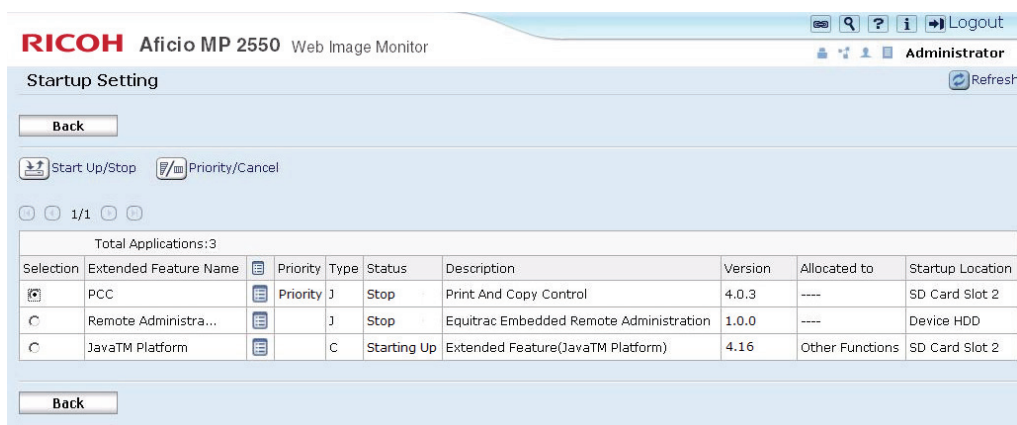 Logout
RICOH Aficio MP 2550 Web Image Monitor
Administrator
Startup Setting
Refresh
Back
Start Up/Stop Priority/Cancel
1/1
Total Applications:3
Selection Extended Feature Name Priority Type Status Description Version Allocated to Startup Location
PCC Priority J Stop Print And Copy Control 4.0.3 ---- SD Card Slot 2
Remote Administra... J Stop Equitrac Embedded Remote Administration 1.0.0 ---- Device HDD
JavaTM Platform C Starting Up Extended Feature(JavaTM Platform) 4.16 Other Functions SD Card Slot 2
Back